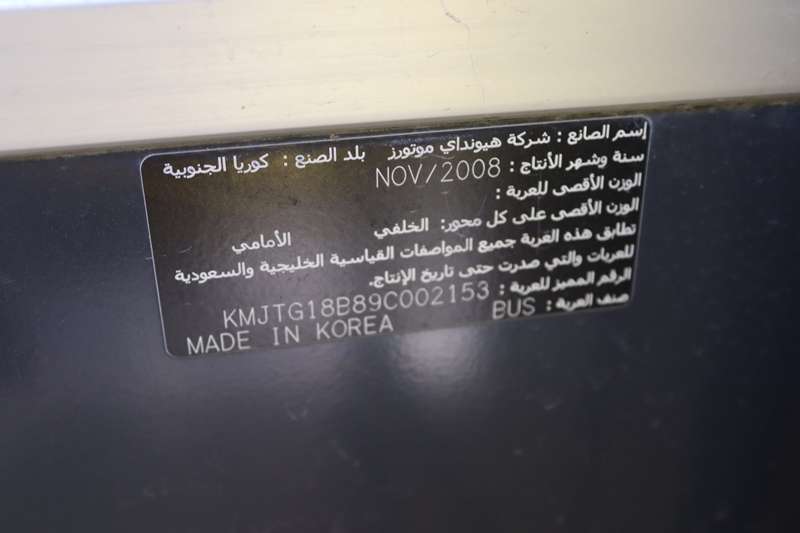 إسم الصانع : شركة هيونداي موتورز بلد الصنع : كوريا الجنوبية
سنة وشهر الأنتاج : NOV/2008
الوزن الأقصى للعربة :
الوزن الأقصى على كل محور: الخلفي الأمامي
تطابق هذه العربة جميع المواصفات القياسية الخليجية والسعودية
للعربات والتي صدرت حتى تاريخ الإنتاج.
الرقم المميز للعربة : KMJTG18B89C002153
صنف العربة : BUS MADE IN KOREA